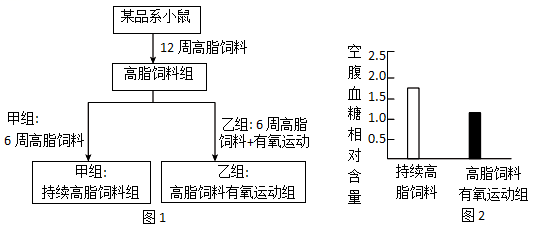 某品系小鼠
12 周高脂饲料
高脂饲料组
甲组:
6 周高脂饲料
乙组: 6 周高脂
饲料+有氧运动
甲组:
持续高脂饲料组
乙组:
高脂饲料有氧运动组
图1
空腹血糖相对含量
2.5
2.0
1.5
1.0
0.5
持续高
脂饲料
高脂饲料
有氧运动组
图2